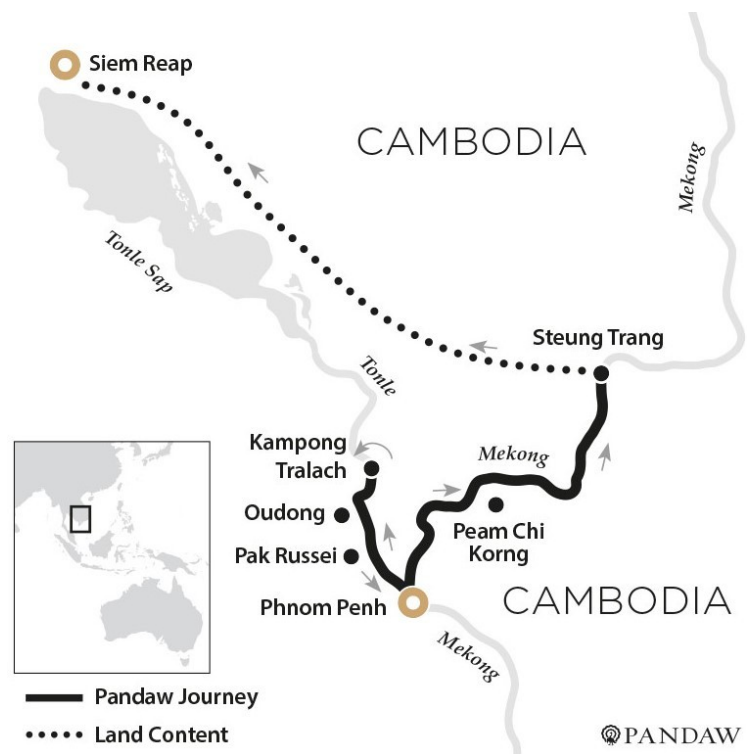 Siem Reap
CAMBODIA
Mekong
Tonle Sap
Steung Trang
Tonle
Kampong
Tralach
Mekong
Oudong
Peam Chi
Korng
Pak Russei
Phnom Penh
CAMBODIA
Mekong
Pandaw Journey
Land Content
PANDAW